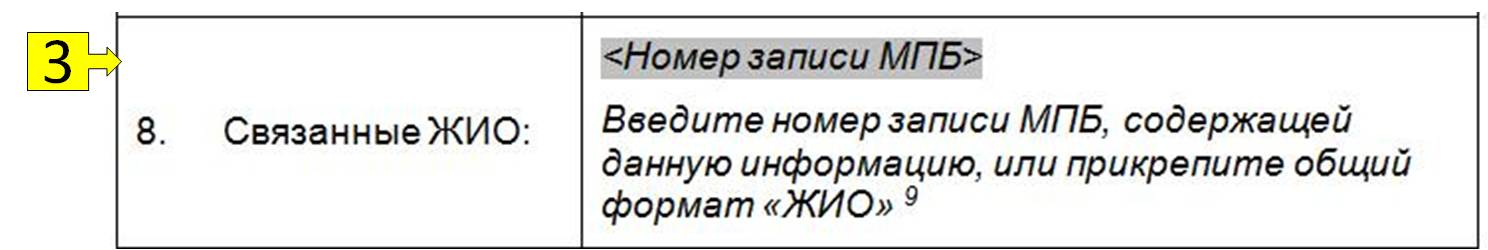 3
<Номер записи МПБ>
8. Связанные ЖИО:
Введите номер записи МПБ, содержащей
данную информацию, или прикрепите общий
формат «ЖИО» 9